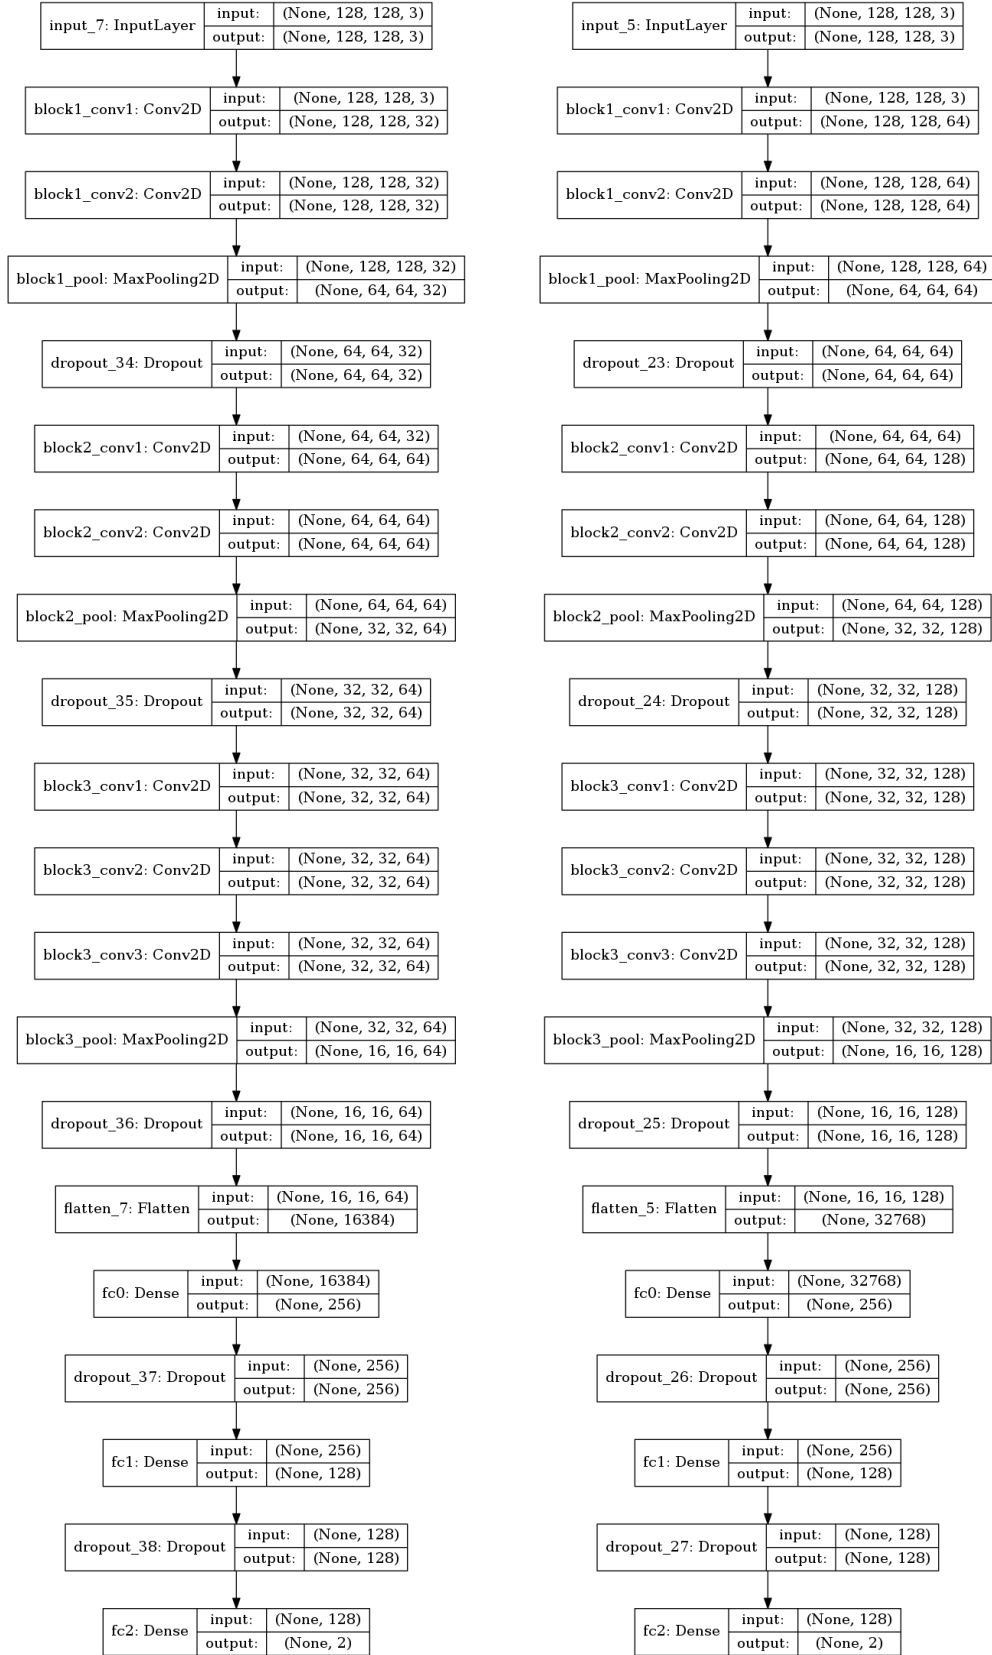 input_7: InputLayer
input: (None, 128, 128, 3)
output: (None, 128, 128, 3)
block1_conv1: Conv2D
input: (None, 128, 128, 3)
output: (None, 128, 128, 32)
block1_conv2: Conv2D
input: (None, 128, 128, 32)
output: (None, 128, 128, 32)
block1_pool: MaxPooling2D
input: (None, 128, 128, 32)
output: (None, 64, 64, 32)
dropout_34: Dropout
input: (None, 64, 64, 32)
output: (None, 64, 64, 32)
block2_conv1: Conv2D
input: (None, 64, 64, 32)
output: (None, 64, 64, 64)
block2_conv2: Conv2D
input: (None, 64, 64, 64)
output: (None, 64, 64, 64)
block2_pool: MaxPooling2D
input: (None, 64, 64, 64)
output: (None, 32, 32, 64)
dropout_35: Dropout
input: (None, 32, 32, 64)
output: (None, 32, 32, 64)
block3_conv1: Conv2D
input: (None, 32, 32, 64)
output: (None, 32, 32, 64)
block3_conv2: Conv2D
input: (None, 32, 32, 64)
output: (None, 32, 32, 64)
block3_conv3: Conv2D
input: (None, 32, 32, 64)
output: (None, 32, 32, 64)
block3_pool: MaxPooling2D
input: (None, 32, 32, 64)
output: (None, 16, 16, 64)
dropout_36: Dropout
input: (None, 16, 16, 64)
output: (None, 16, 16, 64)
flatten_7: Flatten
input: (None, 16, 16, 64)
output: (None, 16384)
fc0: Dense
input: (None, 16384)
output: (None, 256)
dropout_37: Dropout
input: (None, 256)
output: (None, 256)
fc1: Dense
input: (None, 256)
output: (None, 128)
dropout_38: Dropout
input: (None, 128)
output: (None, 128)
fc2: Dense
input: (None, 128)
output: (None, 2)
input_5: InputLayer
input: (None, 128, 128, 3)
output: (None, 128, 128, 3)
block1_conv1: Conv2D
input: (None, 128, 128, 3)
output: (None, 128, 128, 64)
block1_conv2: Conv2D
input: (None, 128, 128, 64)
output: (None, 128, 128, 64)
block1_pool: MaxPooling2D
input: (None, 128, 128, 64)
output: (None, 64, 64, 64)
dropout_23: Dropout
input: (None, 64, 64, 64)
output: (None, 64, 64, 64)
block2_conv1: Conv2D
input: (None, 64, 64, 64)
output: (None, 64, 64, 128)
block2_conv2: Conv2D
input: (None, 64, 64, 128)
output: (None, 64, 64, 128)
block2_pool: MaxPooling2D
input: (None, 64, 64, 128)
output: (None, 32, 32, 128)
dropout_24: Dropout
input: (None, 32, 32, 128)
output: (None, 32, 32, 128)
block3_conv1: Conv2D
input: (None, 32, 32, 128)
output: (None, 32, 32, 128)
block3_conv2: Conv2D
input: (None, 32, 32, 128)
output: (None, 32, 32, 128)
block3_conv3: Conv2D
input: (None, 32, 32, 128)
output: (None, 32, 32, 128)
block3_pool: MaxPooling2D
input: (None, 32, 32, 128)
output: (None, 16, 16, 128)
dropout_25: Dropout
input: (None, 16, 16, 128)
output: (None, 16, 16, 128)
flatten_5: Flatten
input: (None, 16, 16, 128)
output: (None, 32768)
fc0: Dense
input: (None, 32768)
output: (None, 256)
dropout_26: Dropout
input: (None, 256)
output: (None, 256)
fc1: Dense
input: (None, 256)
output: (None, 128)
dropout_27: Dropout
input: (None, 128)
output: (None, 128)
fc2: Dense
input: (None, 128)
output: (None, 2)